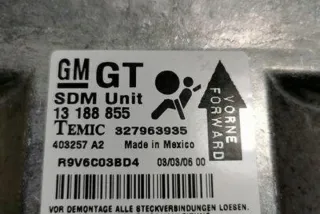 GM GT
SDM Unit
13 188 855
TEMIC 327963935
403257 A2 Made in Mexico
R9V6C03BD4 03/03/06 00
VORNE
FORWARD
VOR DEMONTAGE ALLE STECKVERBINDUNGEN LOESEN.